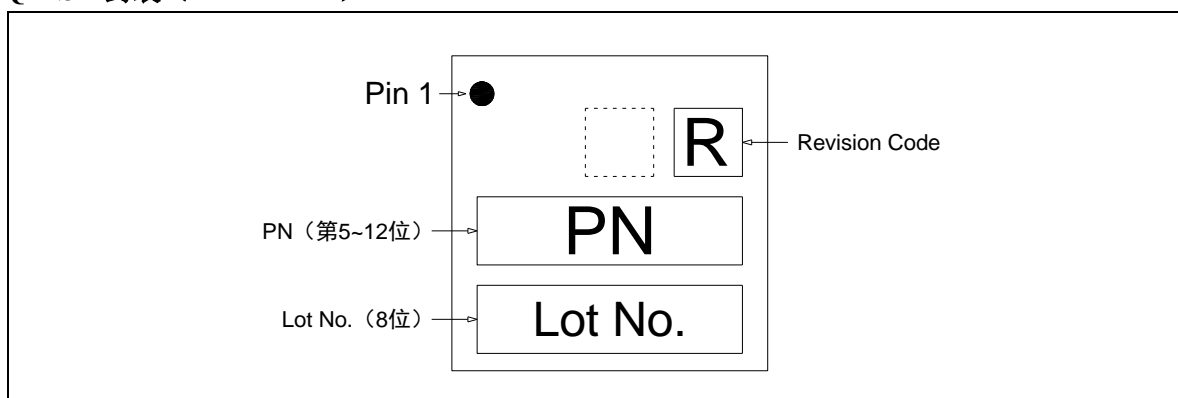 Pin 1
R
Revision Code
PN（第5~12位）
PN
Lot No.（8位）
Lot No.